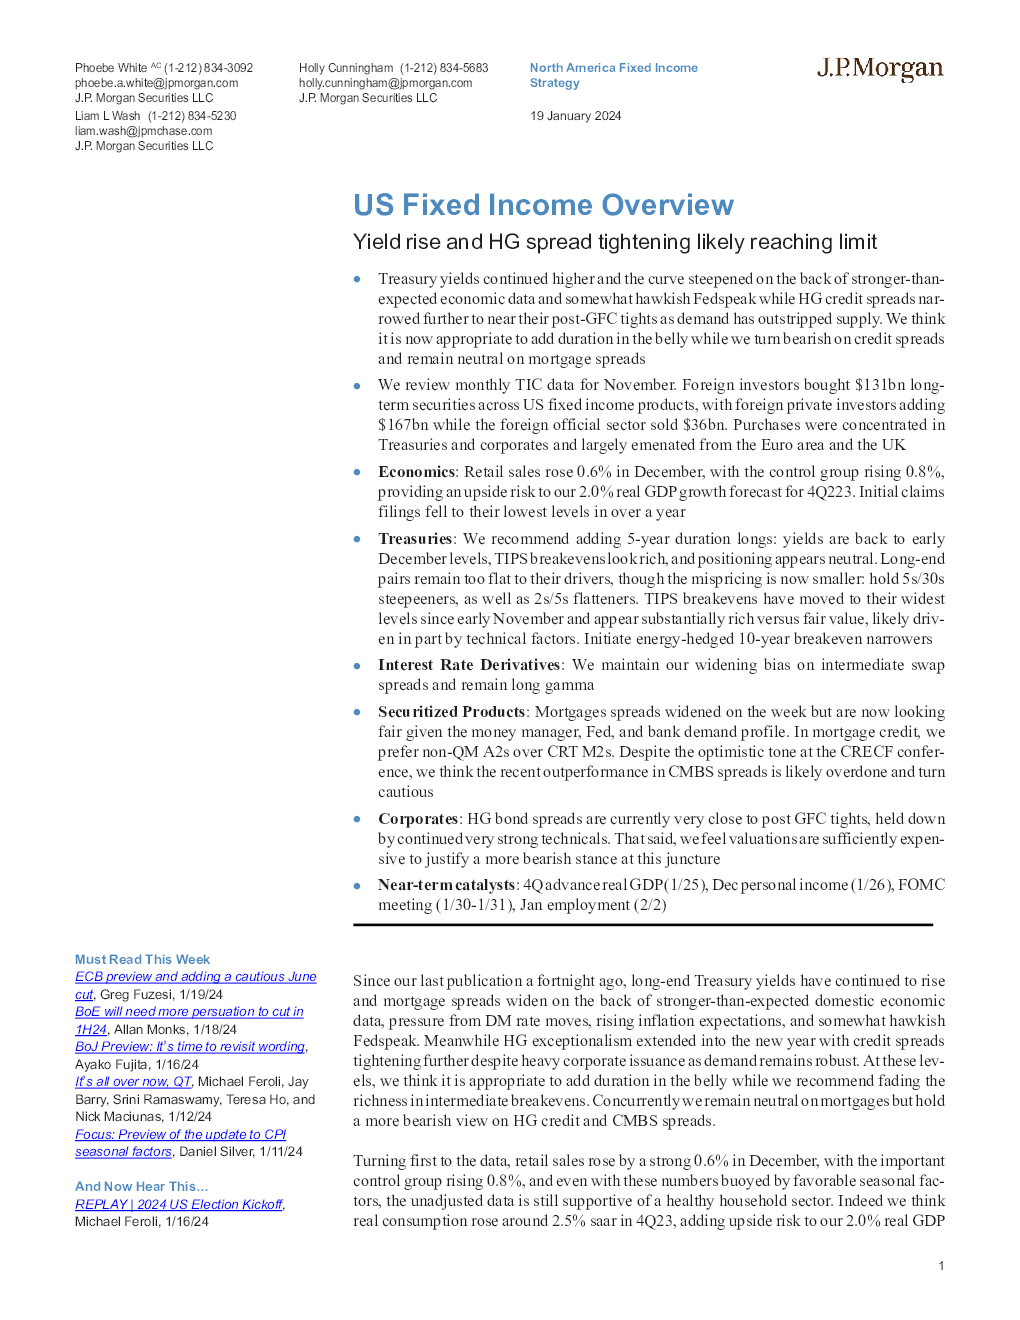 Phoebe White AC (1-212) 834-3092
phoebe.a.white@jpmorgan.com
J.P. Morgan Securities LLC
Liam L Wash (1-212) 834-5230
liam.wash@jpmchase.com
J.P. Morgan Securities LLC
Holly Cunningham (1-212) 834-5683
holly.cunningham@jpmorgan.com
J.P. Morgan Securities LLC
North America Fixed Income
Strategy
19 January 2024
J.P.Morgan
US Fixed Income Overview
Yield rise and HG spread tightening likely reaching limit
• Treasury yields continued higher and the curve steepened on the back of stronger-than-
expected economic data and somewhat hawkish Fedspeak while HG credit spreads nar-
rowed further to near their post-GFC tights as demand has outstripped supply. We think
it is now appropriate to add duration in the belly while we turn bearish on credit spreads
and remain neutral on mortgage spreads
• We review monthly TIC data for November. Foreign investors bought $131bn long-
term securities across US fixed income products, with foreign private investors adding
$167bn while the foreign official sector sold $36bn. Purchases were concentrated in
Treasuries and corporates and largely emenated from the Euro area and the UK
• Economics: Retail sales rose 0.6% in December, with the control group rising 0.8%,
providing an upside risk to our 2.0% real GDP growth forecast for 4Q223. Initial claims
filings fell to their lowest levels in over a year
• Treasuries: We recommend adding 5-year duration longs: yields are back to early
December levels, TIPS breakevens look rich, and positioning appears neutral. Long-end
pairs remain too flat to their drivers, though the mispricing is now smaller: hold 5s/30s
steepeeners, as well as 2s/5s flatteners. TIPS breakevens have moved to their widest
levels since early November and appear substantially rich versus fair value, likely driv-
en in part by technical factors. Initiate energy-hedged 10-year breakeven narrowers
• Interest Rate Derivatives: We maintain our widening bias on intermediate swap
spreads and remain long gamma
• Securitized Products: Mortgages spreads widened on the week but are now looking
fair given the money manager, Fed, and bank demand profile. In mortgage credit, we
prefer non-QM A2s over CRT M2s. Despite the optimistic tone at the CRECF confer-
ence, we think the recent outperformance in CMBS spreads is likely overdone and turn
cautious
• Corporates: HG bond spreads are currently very close to post GFC tights, held down
by continued very strong technicals. That said, we feel valuations are sufficiently expen-
sive to justify a more bearish stance at this juncture
• Near-term catalysts: 4Q advance real GDP (1/25), Dec personal income (1/26), FOMC
meeting (1/30-1/31), Jan employment (2/2)
Must Read This Week
ECB preview and adding a cautious June
cut, Greg Fuzesi, 1/19/24
BoE will need more persuation to cut in
1H24, Allan Monks, 1/18/24
BoJ Preview: It's time to revisit wording,
Ayako Fujita, 1/16/24
It's all over now, QT, Michael Feroli, Jay
Barry, Srini Ramaswamy, Teresa Ho, and
Nick Maciunas, 1/12/24
Focus: Preview of the update to CPI
seasonal factors, Daniel Silver, 1/11/24
And Now Hear This…
REPLAY | 2024 US Election Kickoff,
Michael Feroli, 1/16/24
Since our last publication a fortnight ago, long-end Treasury yields have continued to rise
and mortgage spreads widen on the back of stronger-than-expected domestic economic
data, pressure from DM rate moves, rising inflation expectations, and somewhat hawkish
Fedspeak. Meanwhile HG exceptionalism extended into the new year with credit spreads
tightening further despite heavy corporate issuance as demand remains robust. At these lev-
els, we think it is appropriate to add duration in the belly while we recommend fading the
richness in intermediate breakevens. Concurrently we remain neutral on mortgages but hold
a more bearish view on HG credit and CMBS spreads.
Turning first to the data, retail sales rose by a strong 0.6% in December, with the important
control group rising 0.8%, and even with these numbers buoyed by favorable seasonal fac-
tors, the unadjusted data is still supportive of a healthy household sector. Indeed we think
real consumption rose around 2.5% saar in 4Q23, adding upside risk to our 2.0% real GDP
1